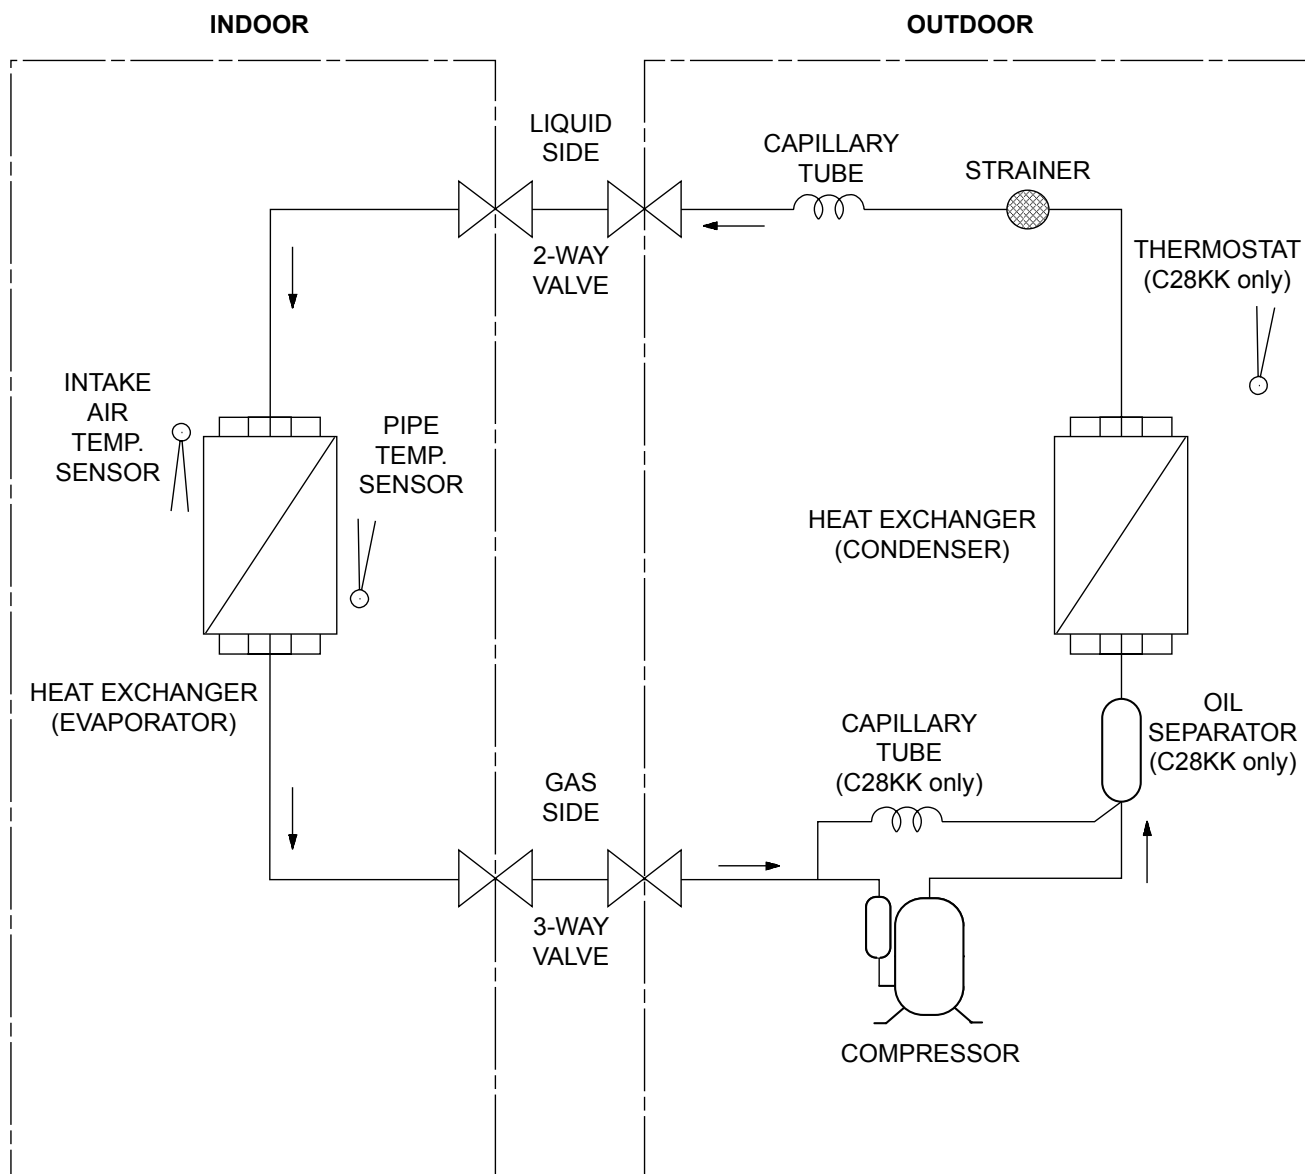 INDOOR
OUTDOOR
LIQUID
SIDE
CAPILLARY
TUBE
STRAINER
2-WAY
VALVE
THERMOSTAT
(C28KK only)
INTAKE
AIR
TEMP.
SENSOR
PIPE
TEMP.
SENSOR
HEAT EXCHANGER
(CONDENSER)
HEAT EXCHANGER
(EVAPORATOR)
CAPILLARY
TUBE
(C28KK only)
OIL
SEPARATOR
(C28KK only)
GAS
SIDE
3-WAY
VALVE
COMPRESSOR